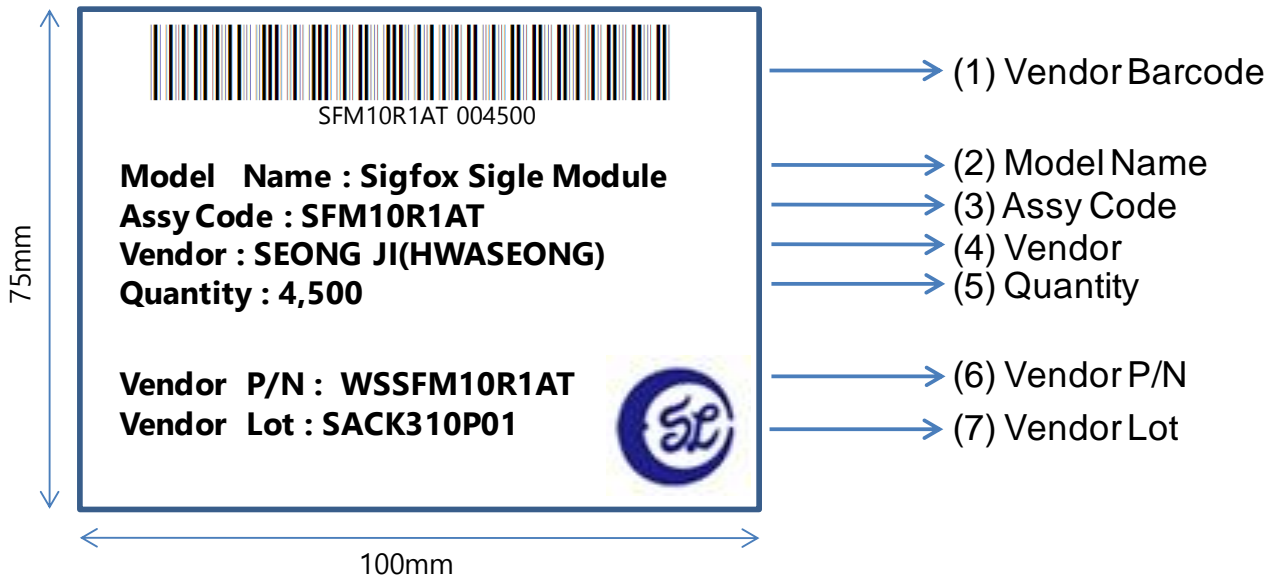 SFM10R1AT 004500
Model Name : Sigfox Sigle Module
Assy Code : SFM10R1AT
Vendor : SEONG JI(HWASEONG)
Quantity : 4,500
Vendor P/N : WSSFM10R1AT
Vendor Lot : SACK310P01
SL
75mm
100mm
(1) Vendor Barcode
(2) Model Name
(3) Assy Code
(4) Vendor
(5) Quantity
(6) Vendor P/N
(7) Vendor Lot